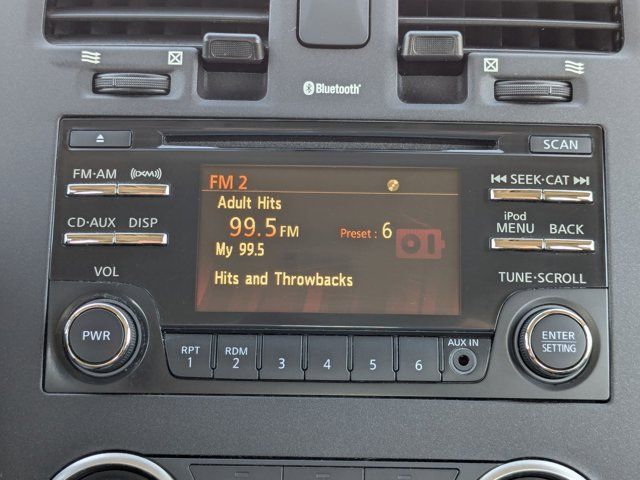 Bluetooth
SCAN
FM·AM
((XM))
SEEK·CAT
CD·AUX
DISP
iPod
MENU
BACK
FM 2
Adult Hits
99.5 FM
Preset : 6
My 99.5
Hits and Throwbacks
VOL
TUNE·SCROLL
PWR
RPT
1
RDM
2
3
4
5
6
AUX IN
ENTER
SETTING